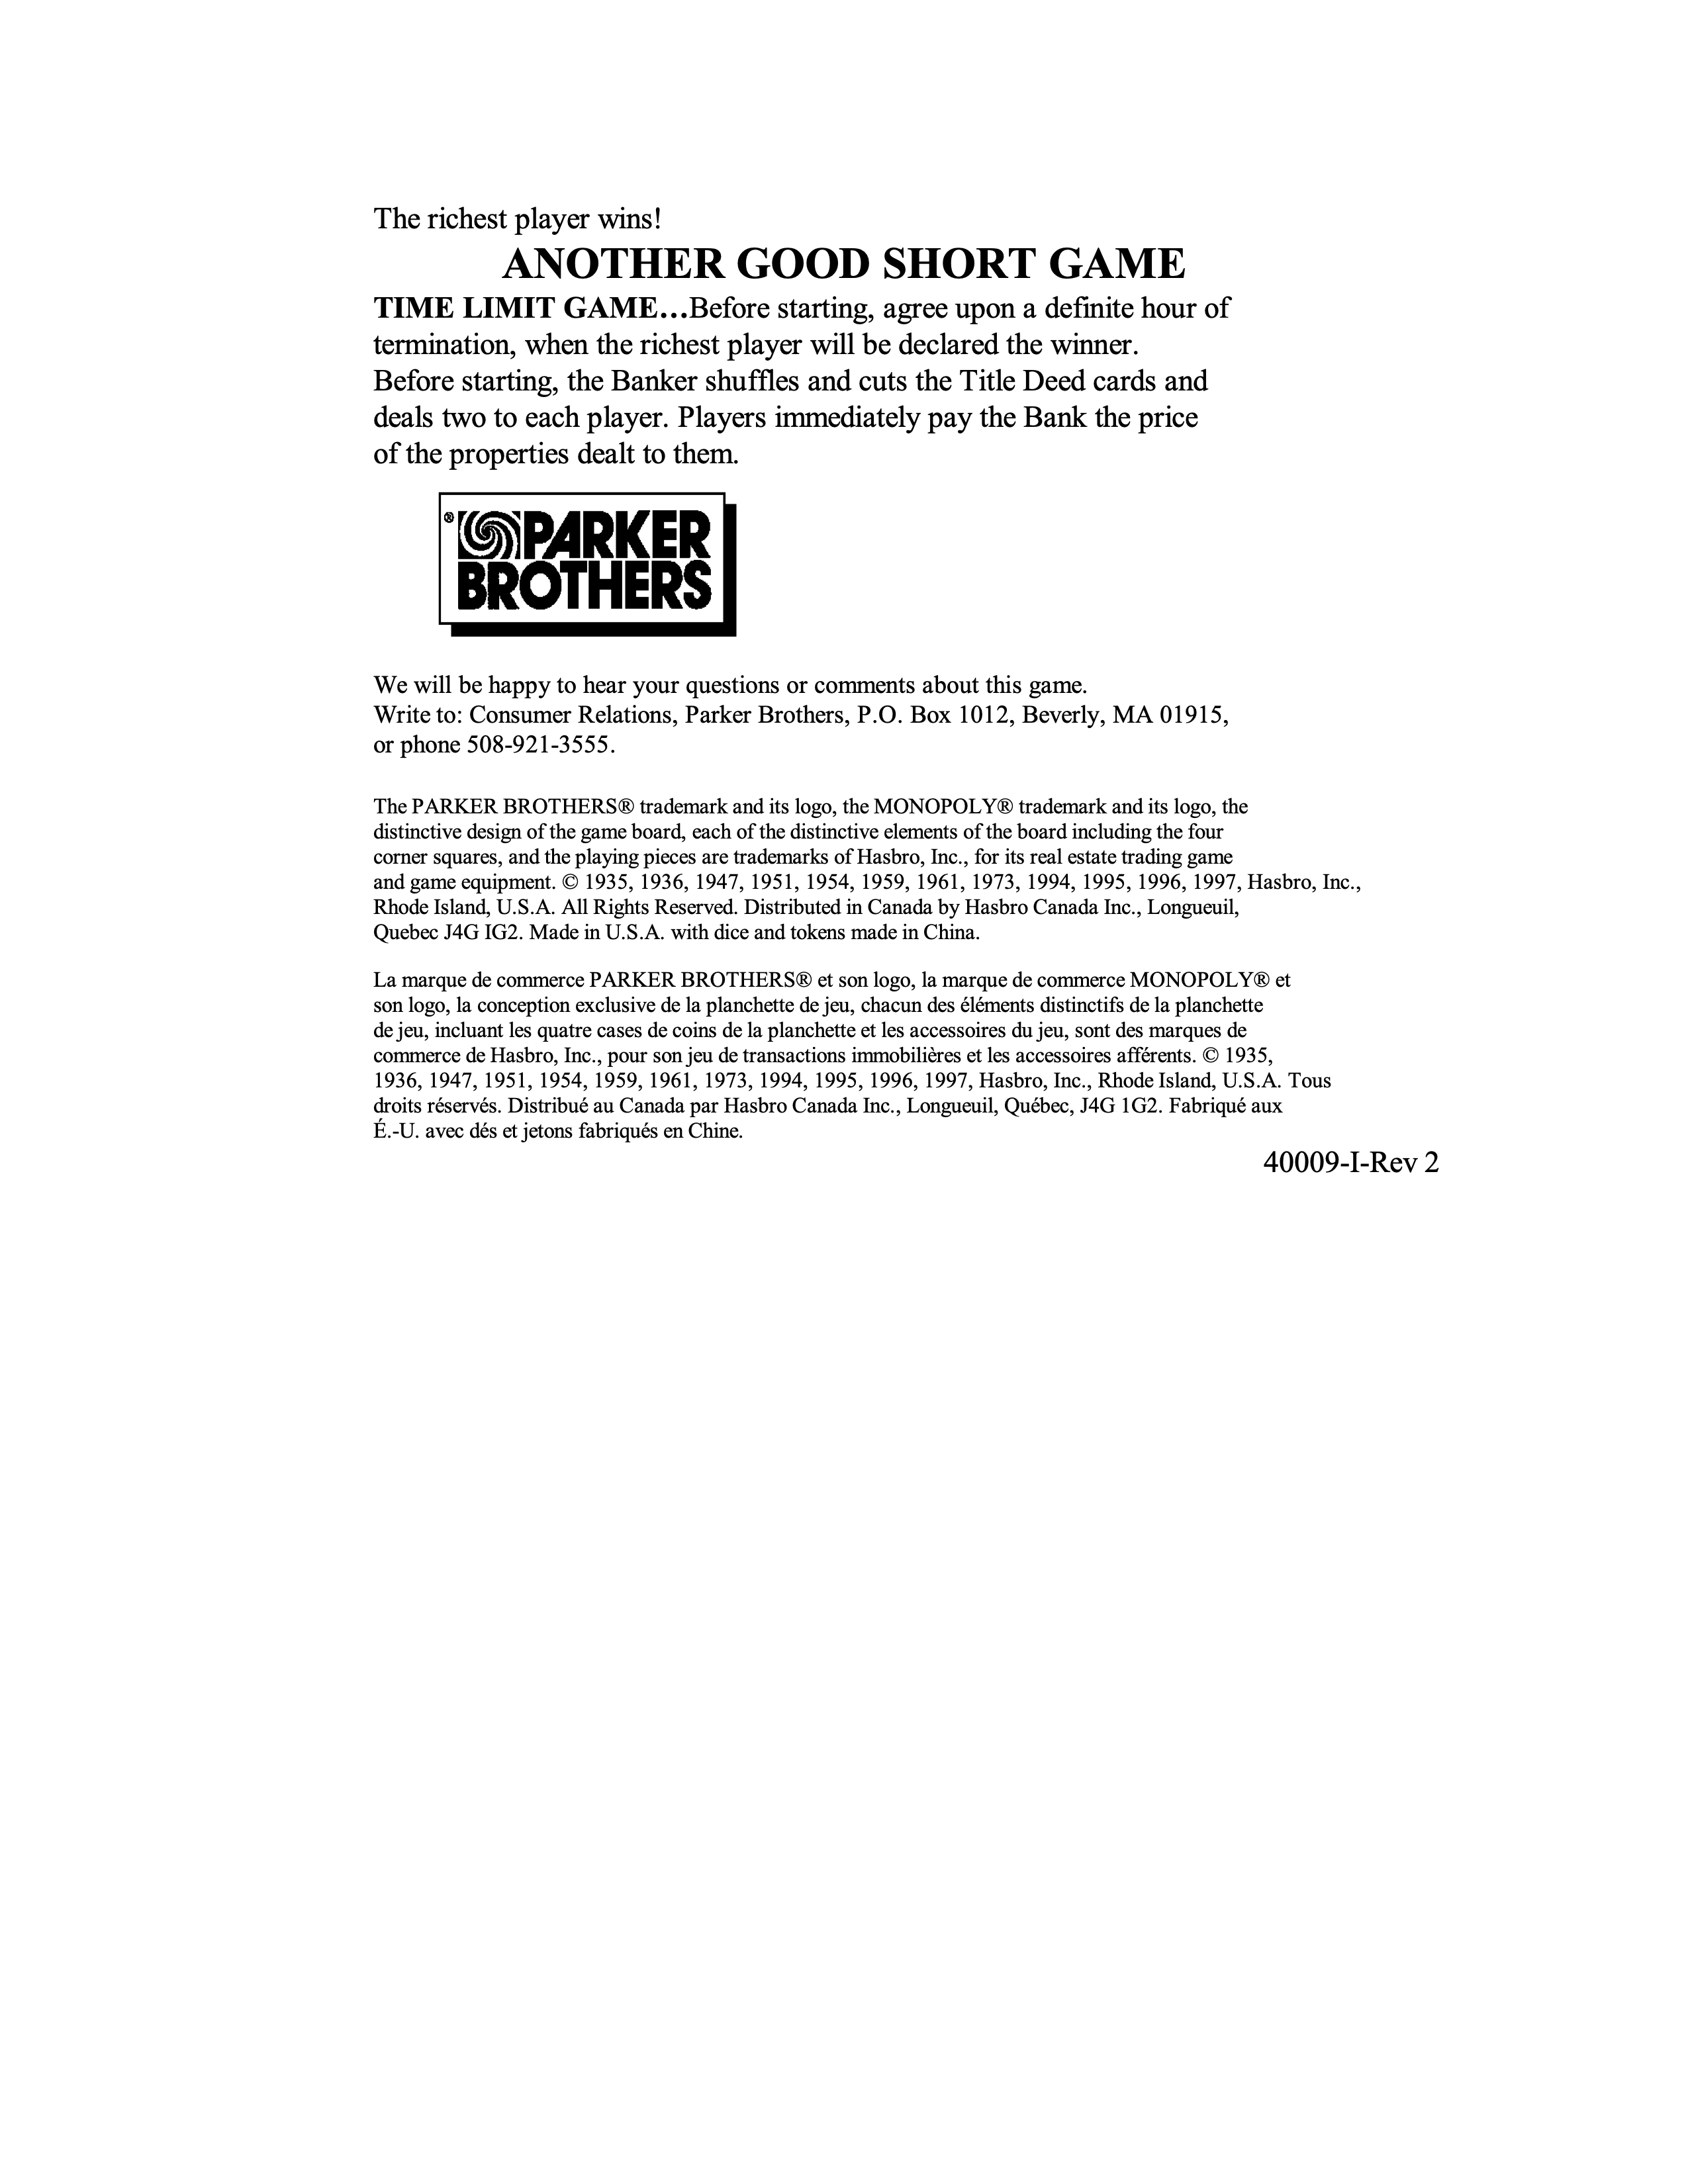 The richest player wins!
ANOTHER GOOD SHORT GAME
TIME LIMIT GAME…Before starting, agree upon a definite hour of
termination, when the richest player will be declared the winner.
Before starting, the Banker shuffles and cuts the Title Deed cards and
deals two to each player. Players immediately pay the Bank the price
of the properties dealt to them.
® PARKER
BROTHERS
We will be happy to hear your questions or comments about this game.
Write to: Consumer Relations, Parker Brothers, P.O. Box 1012, Beverly, MA 01915,
or phone 508-921-3555.
The PARKER BROTHERS® trademark and its logo, the MONOPOLY® trademark and its logo, the
distinctive design of the game board, each of the distinctive elements of the board including the four
corner squares, and the playing pieces are trademarks of Hasbro, Inc., for its real estate trading game
and game equipment. © 1935, 1936, 1947, 1951, 1954, 1959, 1961, 1973, 1994, 1995, 1996, 1997, Hasbro, Inc.,
Rhode Island, U.S.A. All Rights Reserved. Distributed in Canada by Hasbro Canada Inc., Longueuil,
Quebec J4G IG2. Made in U.S.A. with dice and tokens made in China.
La marque de commerce PARKER BROTHERS® et son logo, la marque de commerce MONOPOLY® et
son logo, la conception exclusive de la planchette de jeu, chacun des éléments distinctifs de la planchette
de jeu, incluant les quatre cases de coins de la planchette et les accessoires du jeu, sont des marques de
commerce de Hasbro, Inc., pour son jeu de transactions immobilières et les accessoires afférents. © 1935,
1936, 1947, 1951, 1954, 1959, 1961, 1973, 1994, 1995, 1996, 1997, Hasbro, Inc., Rhode Island, U.S.A. Tous
droits réservés. Distribué au Canada par Hasbro Canada Inc., Longueuil, Québec, J4G 1G2. Fabriqué aux
É.-U. avec dés et jetons fabriqués en Chine.
40009-I-Rev 2